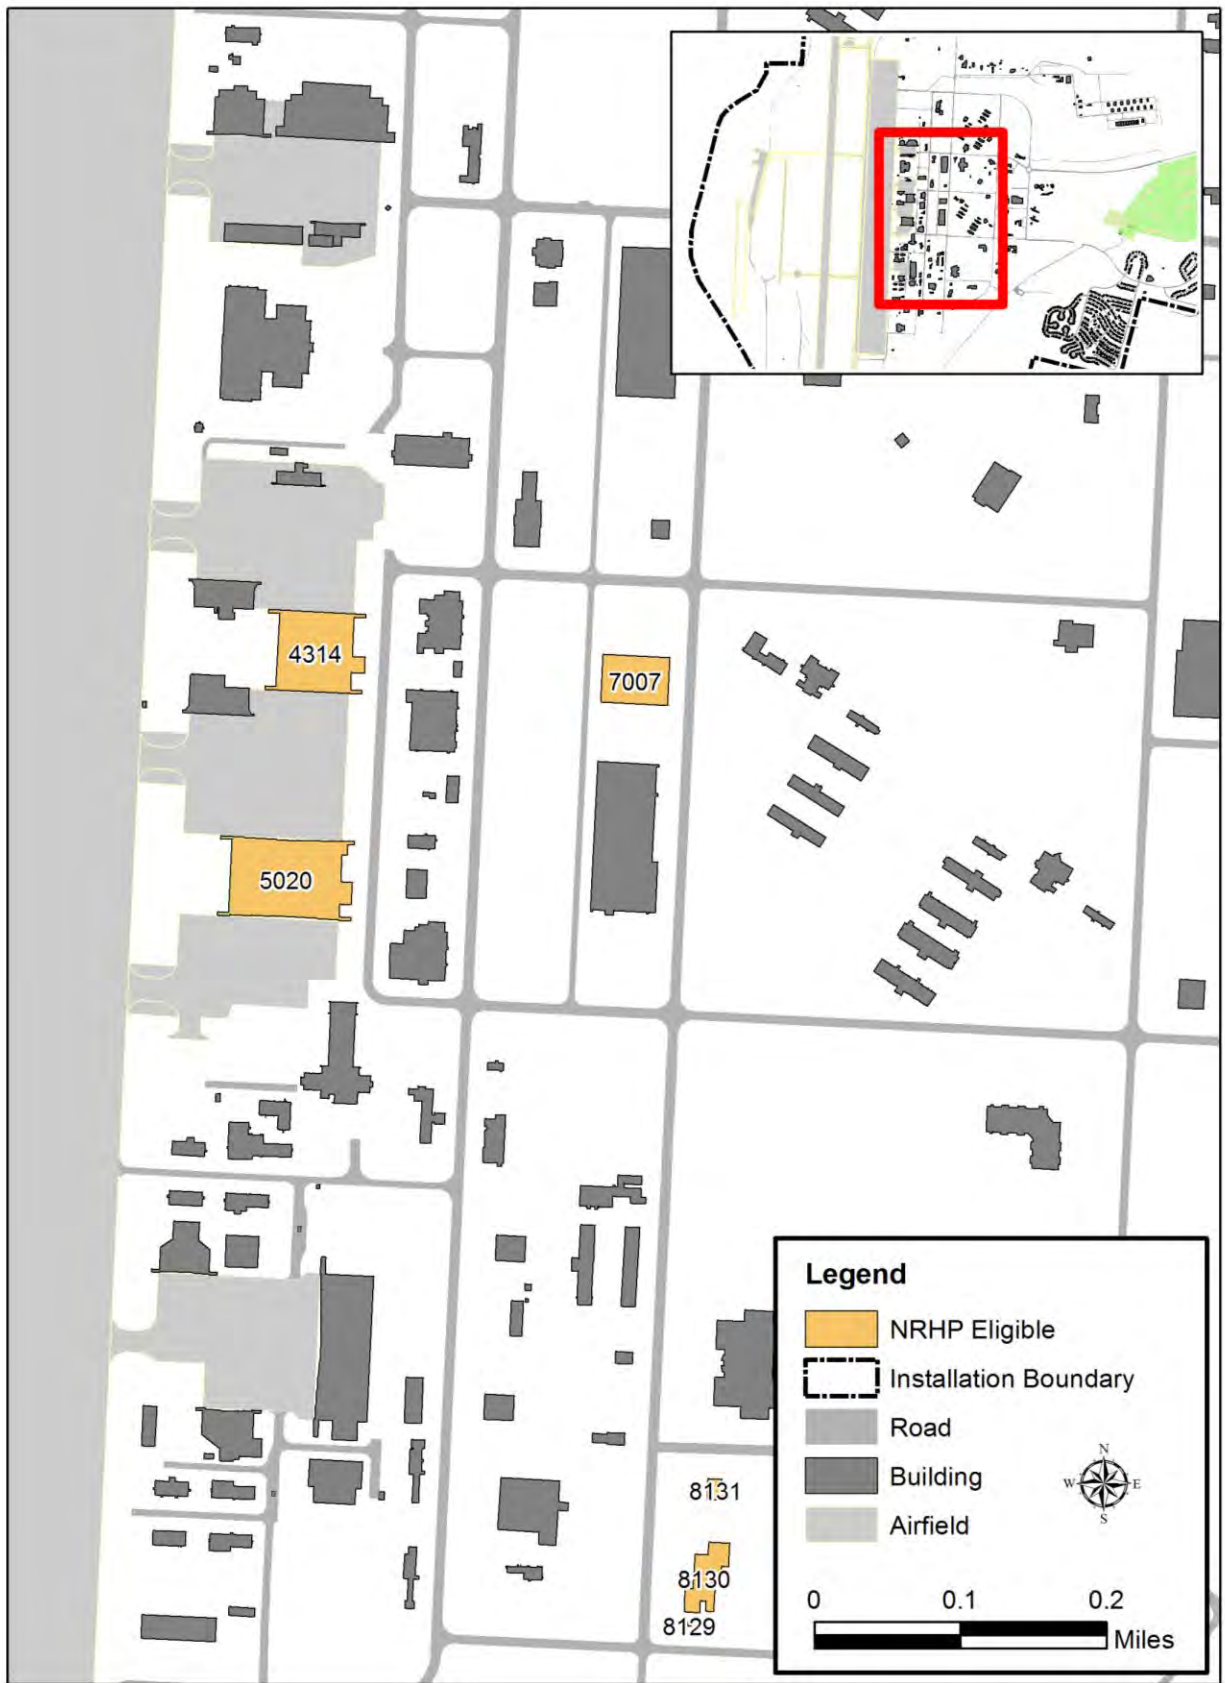 4314
7007
5020
8131
8130
8129
Legend
NRHP Eligible
Installation Boundary
Road
Building
Airfield
N
W E
S
0 0.1 0.2
Miles